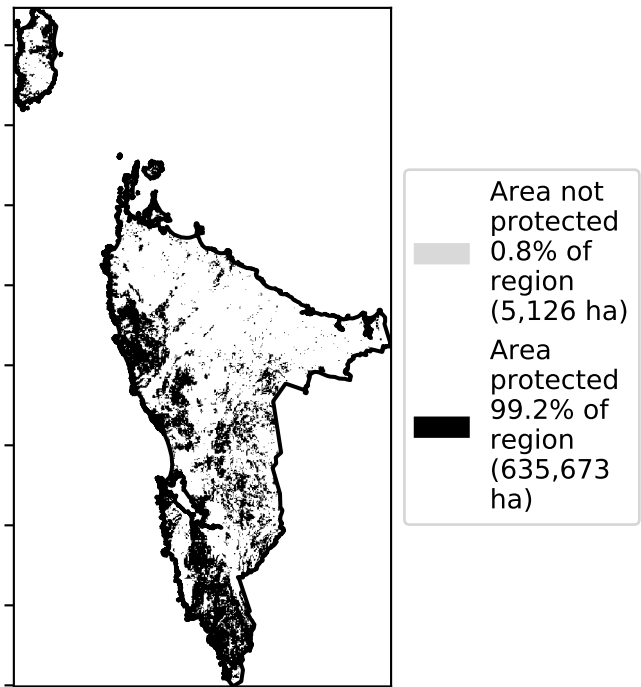 Area not
protected
0.8% of
region
(5,126 ha)
Area
protected
99.2% of
region
(635,673
ha)